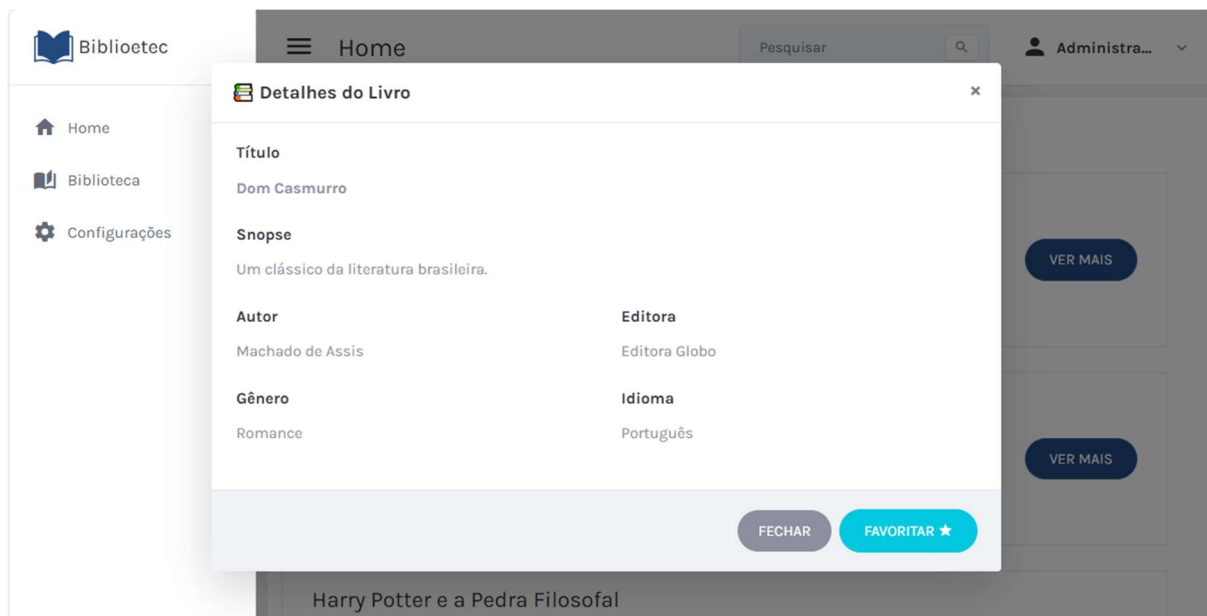 Biblioetec
Home
Pesquisar
Administra...
Home
Biblioteca
Configurações
Detalhes do Livro
×
Título
Dom Casmurro
Snopse
Um clássico da literatura brasileira.
Autor
Editora
Machado de Assis
Editora Globo
Gênero
Idioma
Romance
Português
FECHAR
FAVORITAR
VER MAIS
VER MAIS
Harry Potter e a Pedra Filosofal